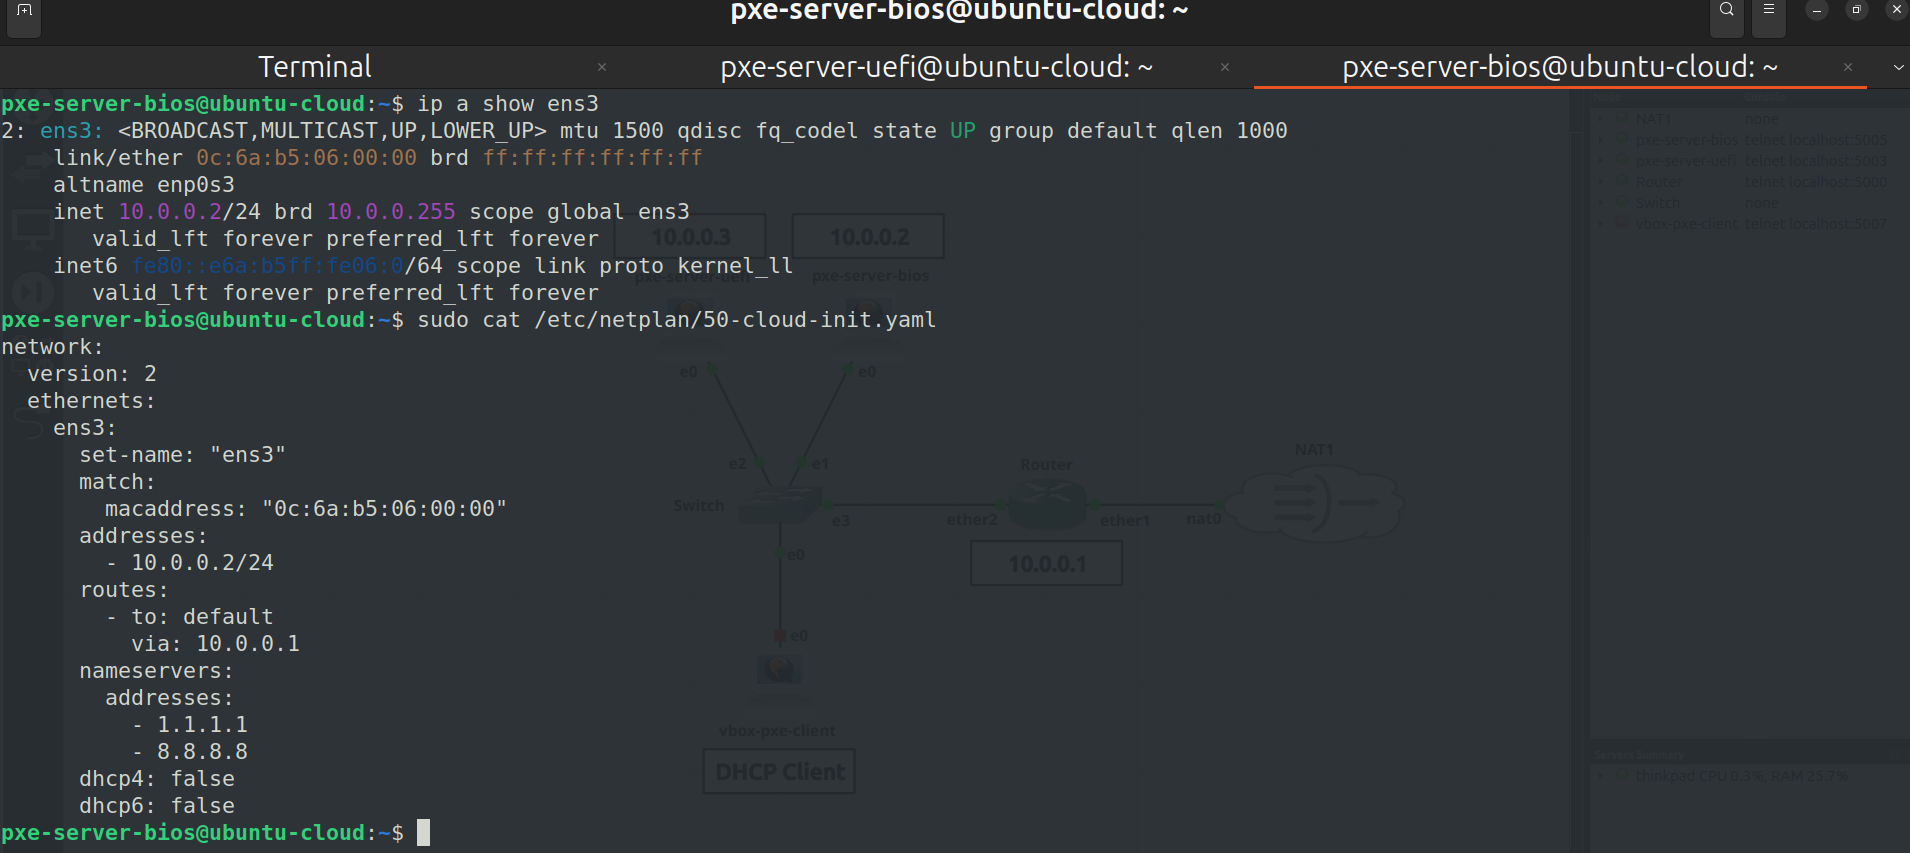 pxe-server-bios@ubuntu-cloud: ~
Terminal
pxe-server-uefi@ubuntu-cloud: ~
pxe-server-bios@ubuntu-cloud: ~
pxe-server-bios@ubuntu-cloud:~$ ip a show ens3
2: ens3: <BROADCAST,MULTICAST,UP,LOWER_UP> mtu 1500 qdisc fq_codel state UP group default qlen 1000
    link/ether 0c:6a:b5:06:00:00 brd ff:ff:ff:ff:ff:ff
    altname enp0s3
    inet 10.0.0.2/24 brd 10.0.0.255 scope global ens3
       valid_lft forever preferred_lft forever
    inet6 fe80::e6a:b5ff:fe06:0/64 scope link proto kernel_ll
       valid_lft forever preferred_lft forever
pxe-server-bios@ubuntu-cloud:~$ sudo cat /etc/netplan/50-cloud-init.yaml
network:
  version: 2
  ethernets:
    ens3:
      set-name: "ens3"
      match:
        macaddress: "0c:6a:b5:06:00:00"
      addresses:
        - 10.0.0.2/24
      routes:
        - to: default
          via: 10.0.0.1
      nameservers:
        addresses:
          - 1.1.1.1
          - 8.8.8.8
      dhcp4: false
      dhcp6: false
pxe-server-bios@ubuntu-cloud:~$
10.0.0.3
10.0.0.2
pxe-server-uefi
pxe-server-bios
e0
e0
e2
e1
Switch
e3
ether2
Router
ether1
nat0
NAT1
10.0.0.1
e0
e0
vbox-pxe-client
DHCP Client
NAT1 none
pxe-server-bios telnet localhost:5005
pxe-server-uefi telnet localhost:5003
Router telnet localhost:5000
Switch none
vbox-pxe-client telnet localhost:5007
Servers Summary
thinkpad CPU 0.3%, RAM 25.7%